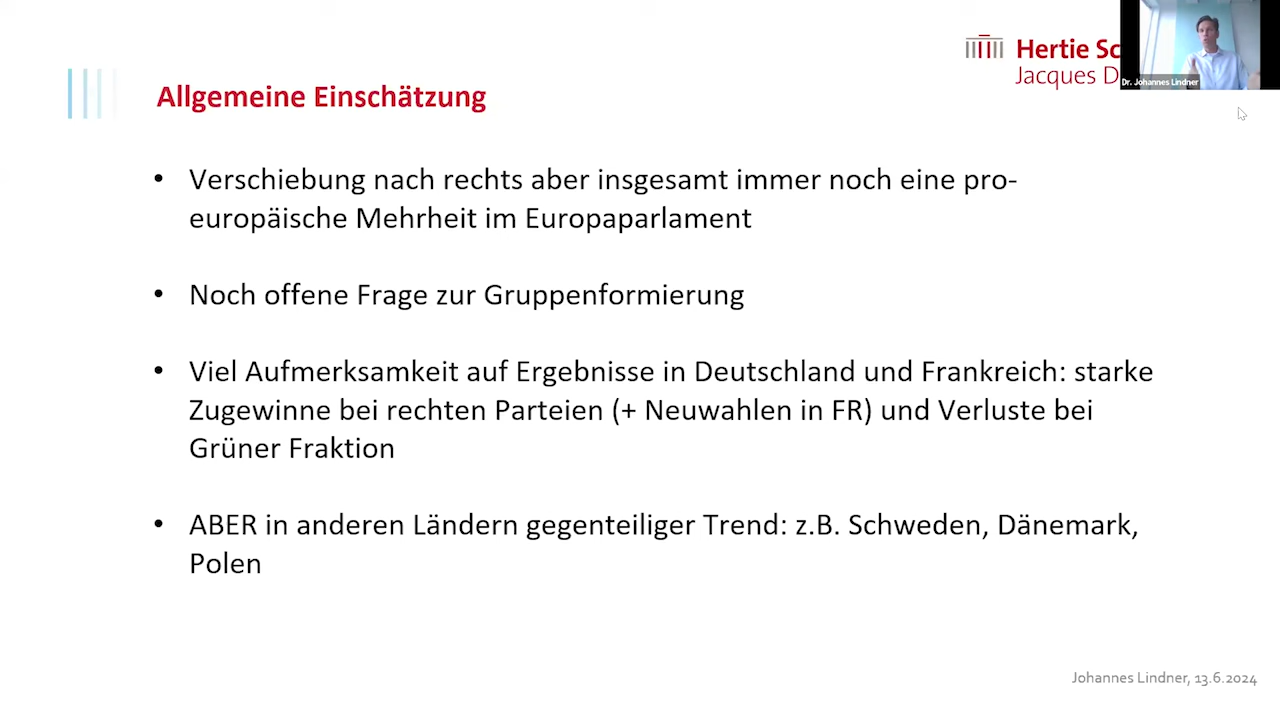 Hertie Sc
Jacques D
Dr. Johannes Lindner
Allgemeine Einschätzung
• Verschiebung nach rechts aber insgesamt immer noch eine pro-
europäische Mehrheit im Europaparlament
• Noch offene Frage zur Gruppenformierung
• Viel Aufmerksamkeit auf Ergebnisse in Deutschland und Frankreich: starke
Zugewinne bei rechten Parteien (+ Neuwahlen in FR) und Verluste bei
Grüner Fraktion
• ABER in anderen Ländern gegenteiliger Trend: z.B. Schweden, Dänemark,
Polen
Johannes Lindner, 13.6.2024